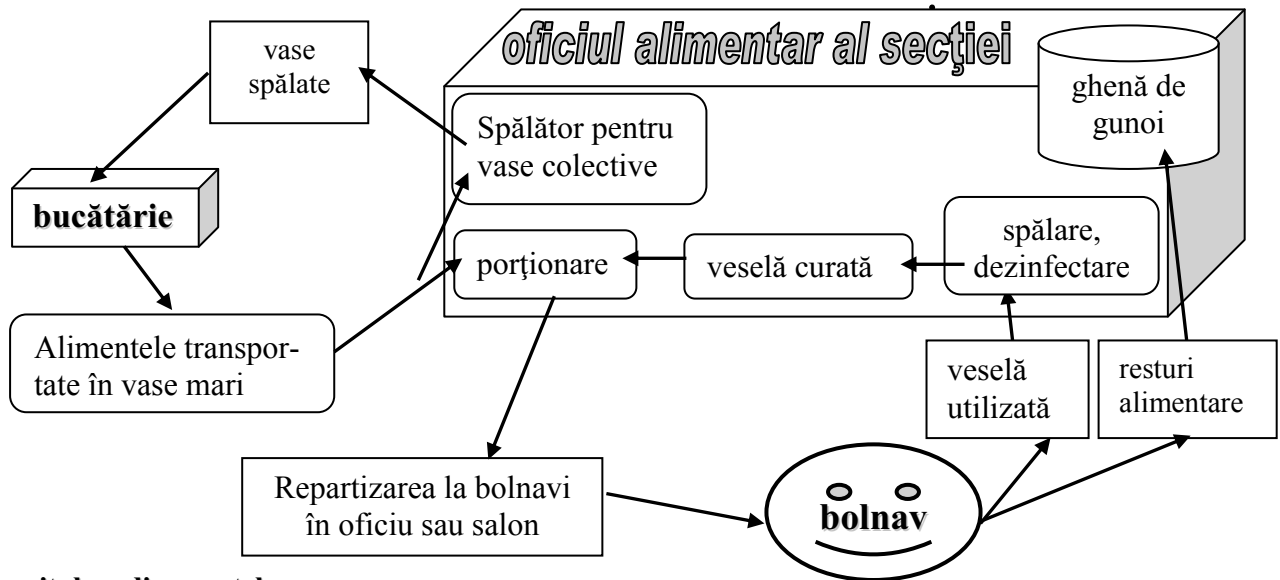 oficiul alimentar al secţiei
vase
spălate
ghenă de
gunoi
Spălător pentru
vase colective
bucătărie
spălare,
dezinfectare
porţionare
veselă curată
Alimentele transpor-
tate în vase mari
veselă
utilizată
resturi
alimentare
Repartizarea la bolnavi
în oficiu sau salon
bolnav